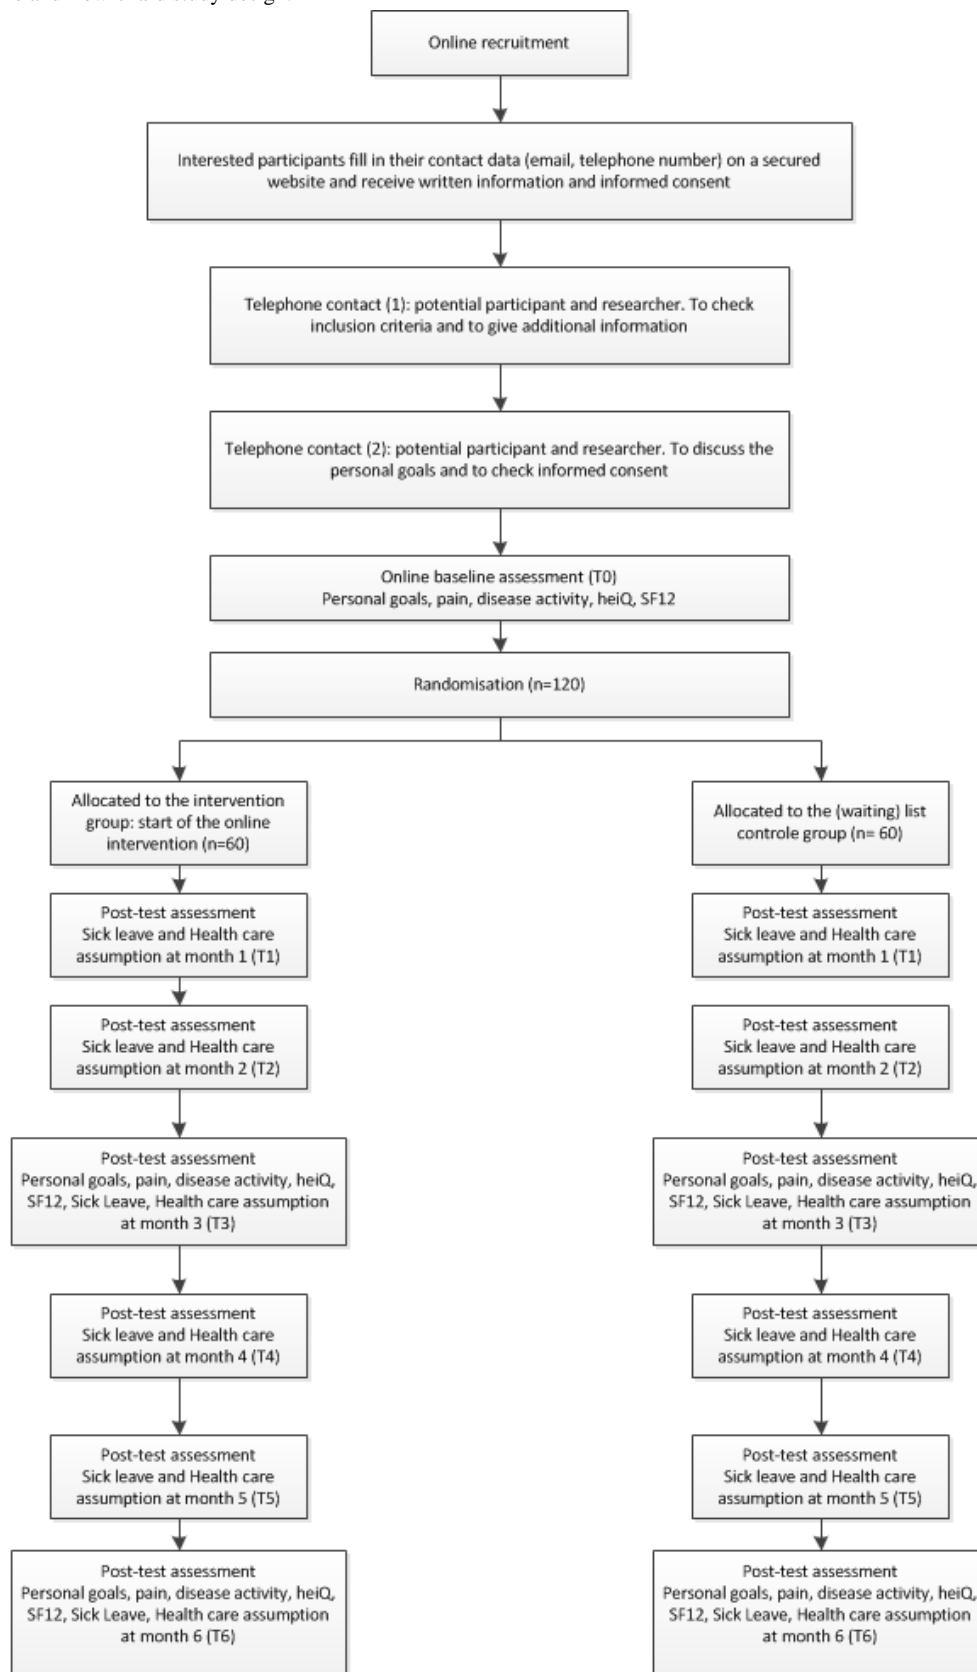 Online recruitment
Interested participants fill in their contact data (email, telephone number) on a secured
website and receive written information and informed consent
Telephone contact (1): potential participant and researcher. To check
inclusion criteria and to give additional information
Telephone contact (2): potential participant and researcher. To discuss the
personal goals and to check informed consent
Online baseline assessment (T0)
Personal goals, pain, disease activity, heiQ, SF12
Randomisation (n=120)
Allocated to the intervention
group: start of the online
intervention (n=60)
Allocated to the (waiting) list
controle group (n= 60)
Post-test assessment
Sick leave and Health care
assumption at month 1 (T1)
Post-test assessment
Sick leave and Health care
assumption at month 1 (T1)
Post-test assessment
Sick leave and Health care
assumption at month 2 (T2)
Post-test assessment
Sick leave and Health care
assumption at month 2 (T2)
Post-test assessment
Personal goals, pain, disease activity, heiQ,
SF12, Sick Leave, Health care assumption
at month 3 (T3)
Post-test assessment
Personal goals, pain, disease activity, heiQ,
SF12, Sick Leave, Health care assumption
at month 3 (T3)
Post-test assessment
Sick leave and Health care
assumption at month 4 (T4)
Post-test assessment
Sick leave and Health care
assumption at month 4 (T4)
Post-test assessment
Sick leave and Health care
assumption at month 5 (T5)
Post-test assessment
Sick leave and Health care
assumption at month 5 (T5)
Post-test assessment
Personal goals, pain, disease activity, heiQ,
SF12, Sick Leave, Health care assumption
at month 6 (T6)
Post-test assessment
Personal goals, pain, disease activity, heiQ,
SF12, Sick Leave, Health care assumption
at month 6 (T6)